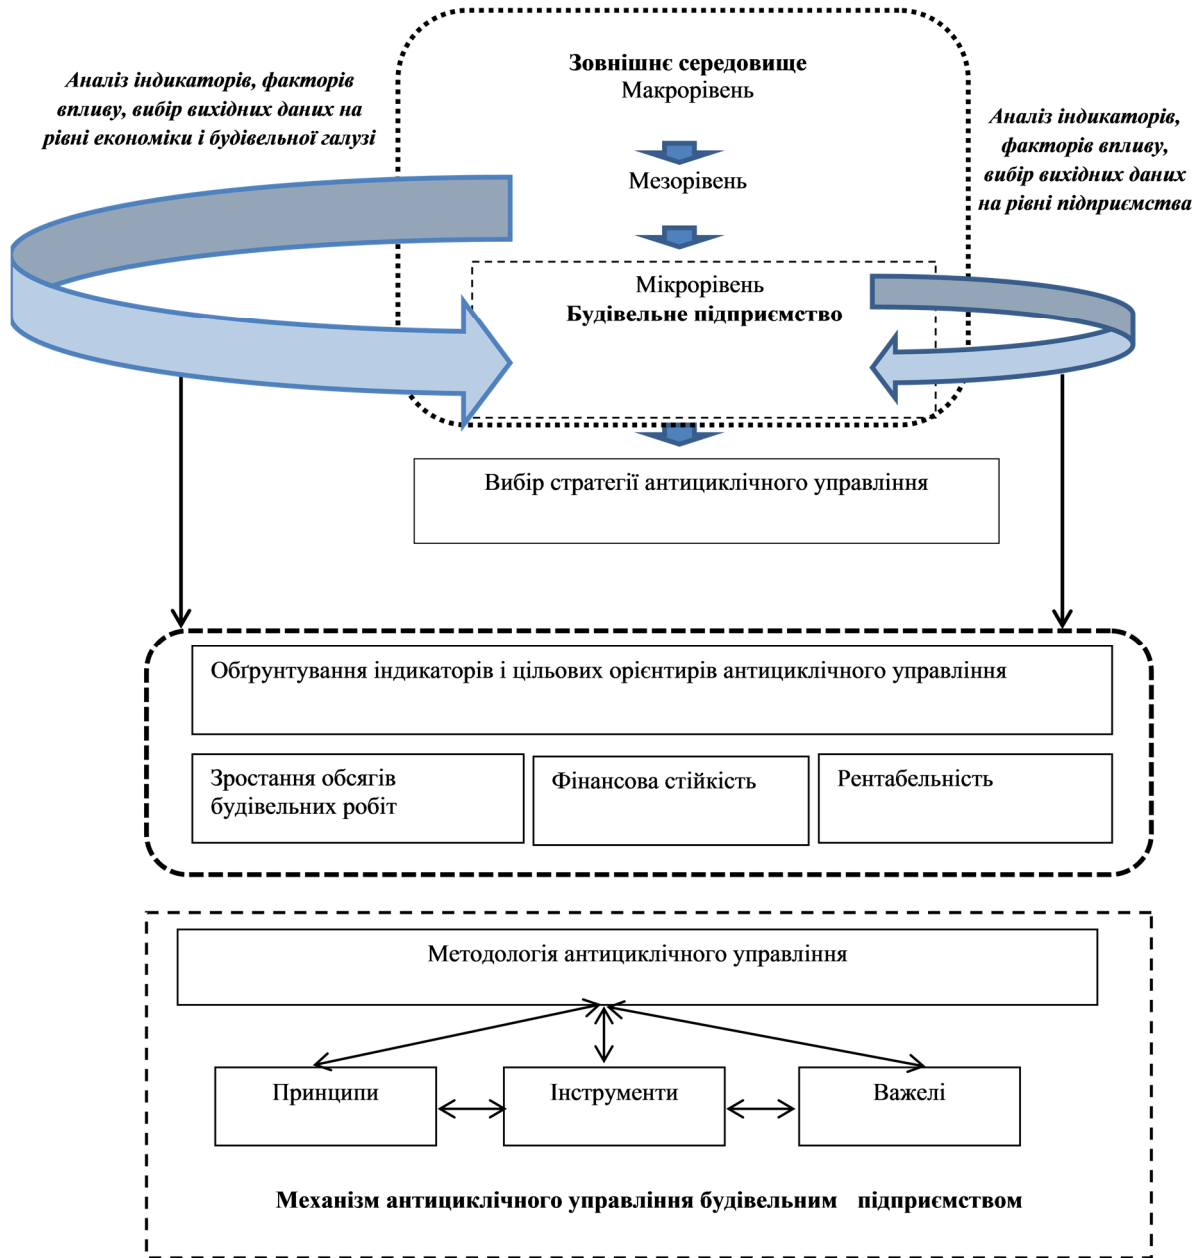 Зовнішнє середовище
Макрорівень
Аналіз індикаторів, факторів
впливу, вибір вихідних даних на
рівні економіки і будівельної галузі
Аналіз індикаторів,
факторів впливу,
вибір вихідних даних
на рівні підприємства
Мезорівень
Мікрорівень
Будівельне підприємство
Вибір стратегії антициклічного управління
Обґрунтування індикаторів і цільових орієнтирів антициклічного управління
Зростання обсягів
будівельних робіт
Фінансова стійкість
Рентабельність
Методологія антициклічного управління
Принципи
Інструменти
Важелі
Механізм антициклічного управління будівельним підприємством